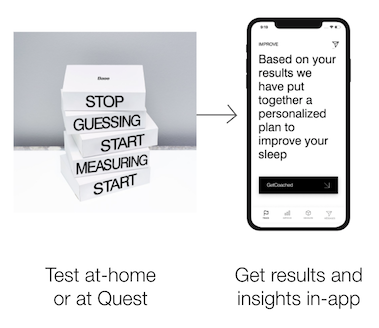 STOP
GUESSING
START
MEASURING
START
Test at-home
or at Quest
IMPROVE
Based on your
results we
have put
together a
personalized
plan to
improve your
sleep
GetCoached
Get results and
insights in-app